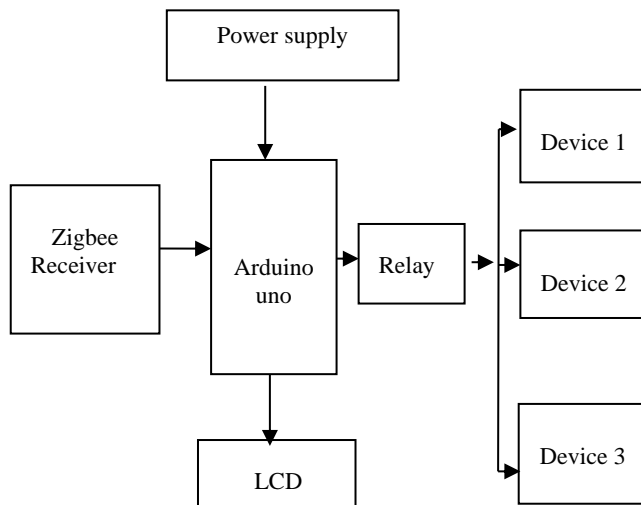 Power supply
Device 1
Zigbee
Receiver
Arduino
uno
Relay
Device 2
Device 3
LCD